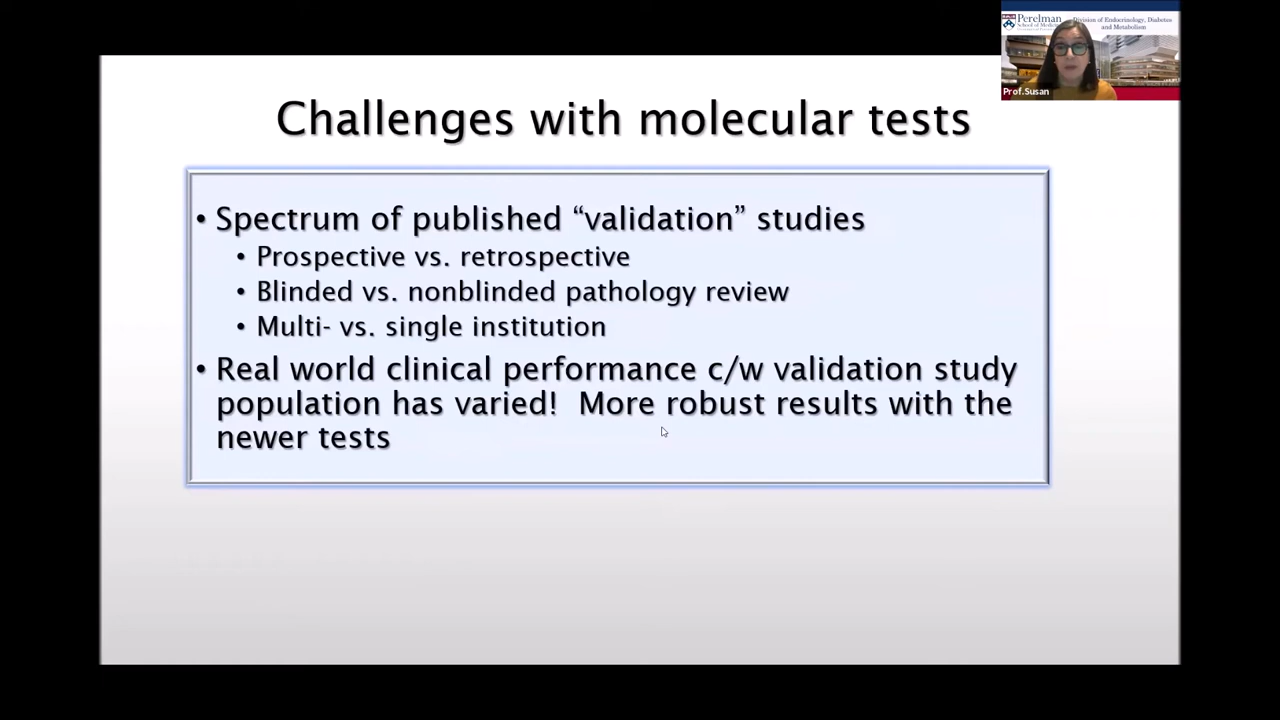 Perelman
School of Medicine
Division of Endocrinology, Diabetes
and Metabolism
Prof.Susan
Challenges with molecular tests
• Spectrum of published “validation” studies
• Prospective vs. retrospective
• Blinded vs. nonblinded pathology review
• Multi- vs. single institution
• Real world clinical performance c/w validation study
population has varied!  More robust results with the
newer tests